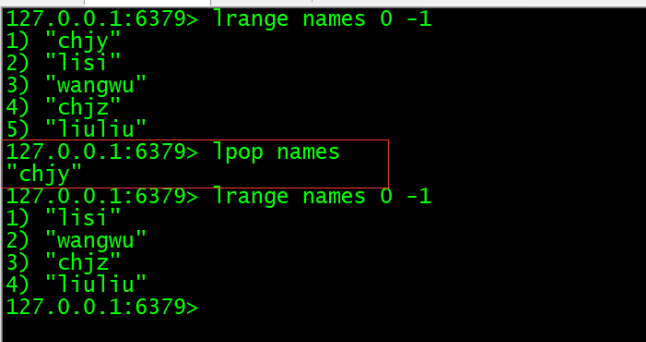 127.0.0.1:6379> lrange names 0 -1
1) "chjy"
2) "lisi"
3) "wangwu"
4) "chjz"
5) "liuliu"
127.0.0.1:6379> lpop names
"chjy"
127.0.0.1:6379> lrange names 0 -1
1) "lisi"
2) "wangwu"
3) "chjz"
4) "liuliu"
127.0.0.1:6379>